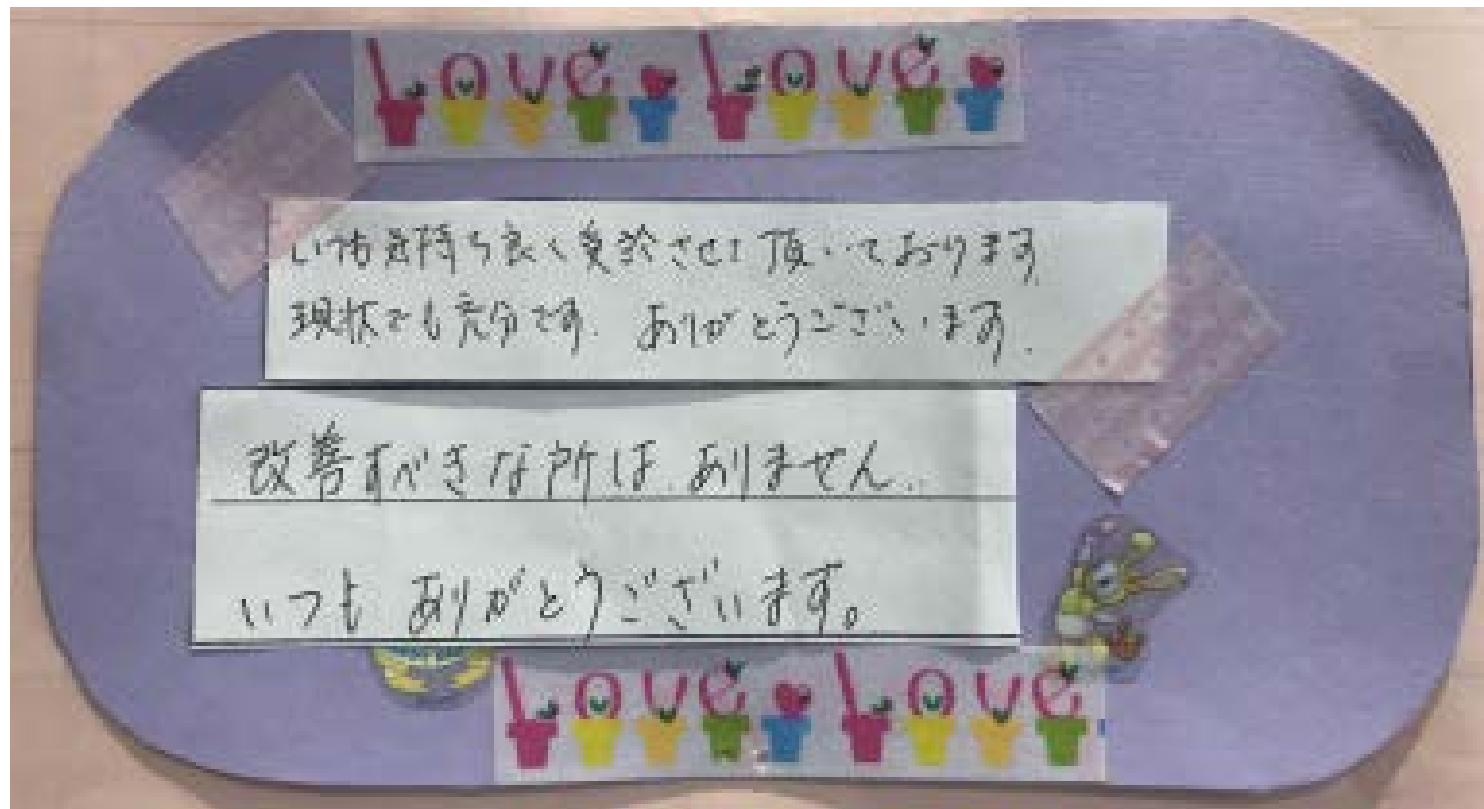 Love Love
いつも気持ち良く受診させて頂いております。
現状でも充分です。ありがとうございます。
改善すべきな所は、ありません。
いつも ありがとうございます。
Love Love